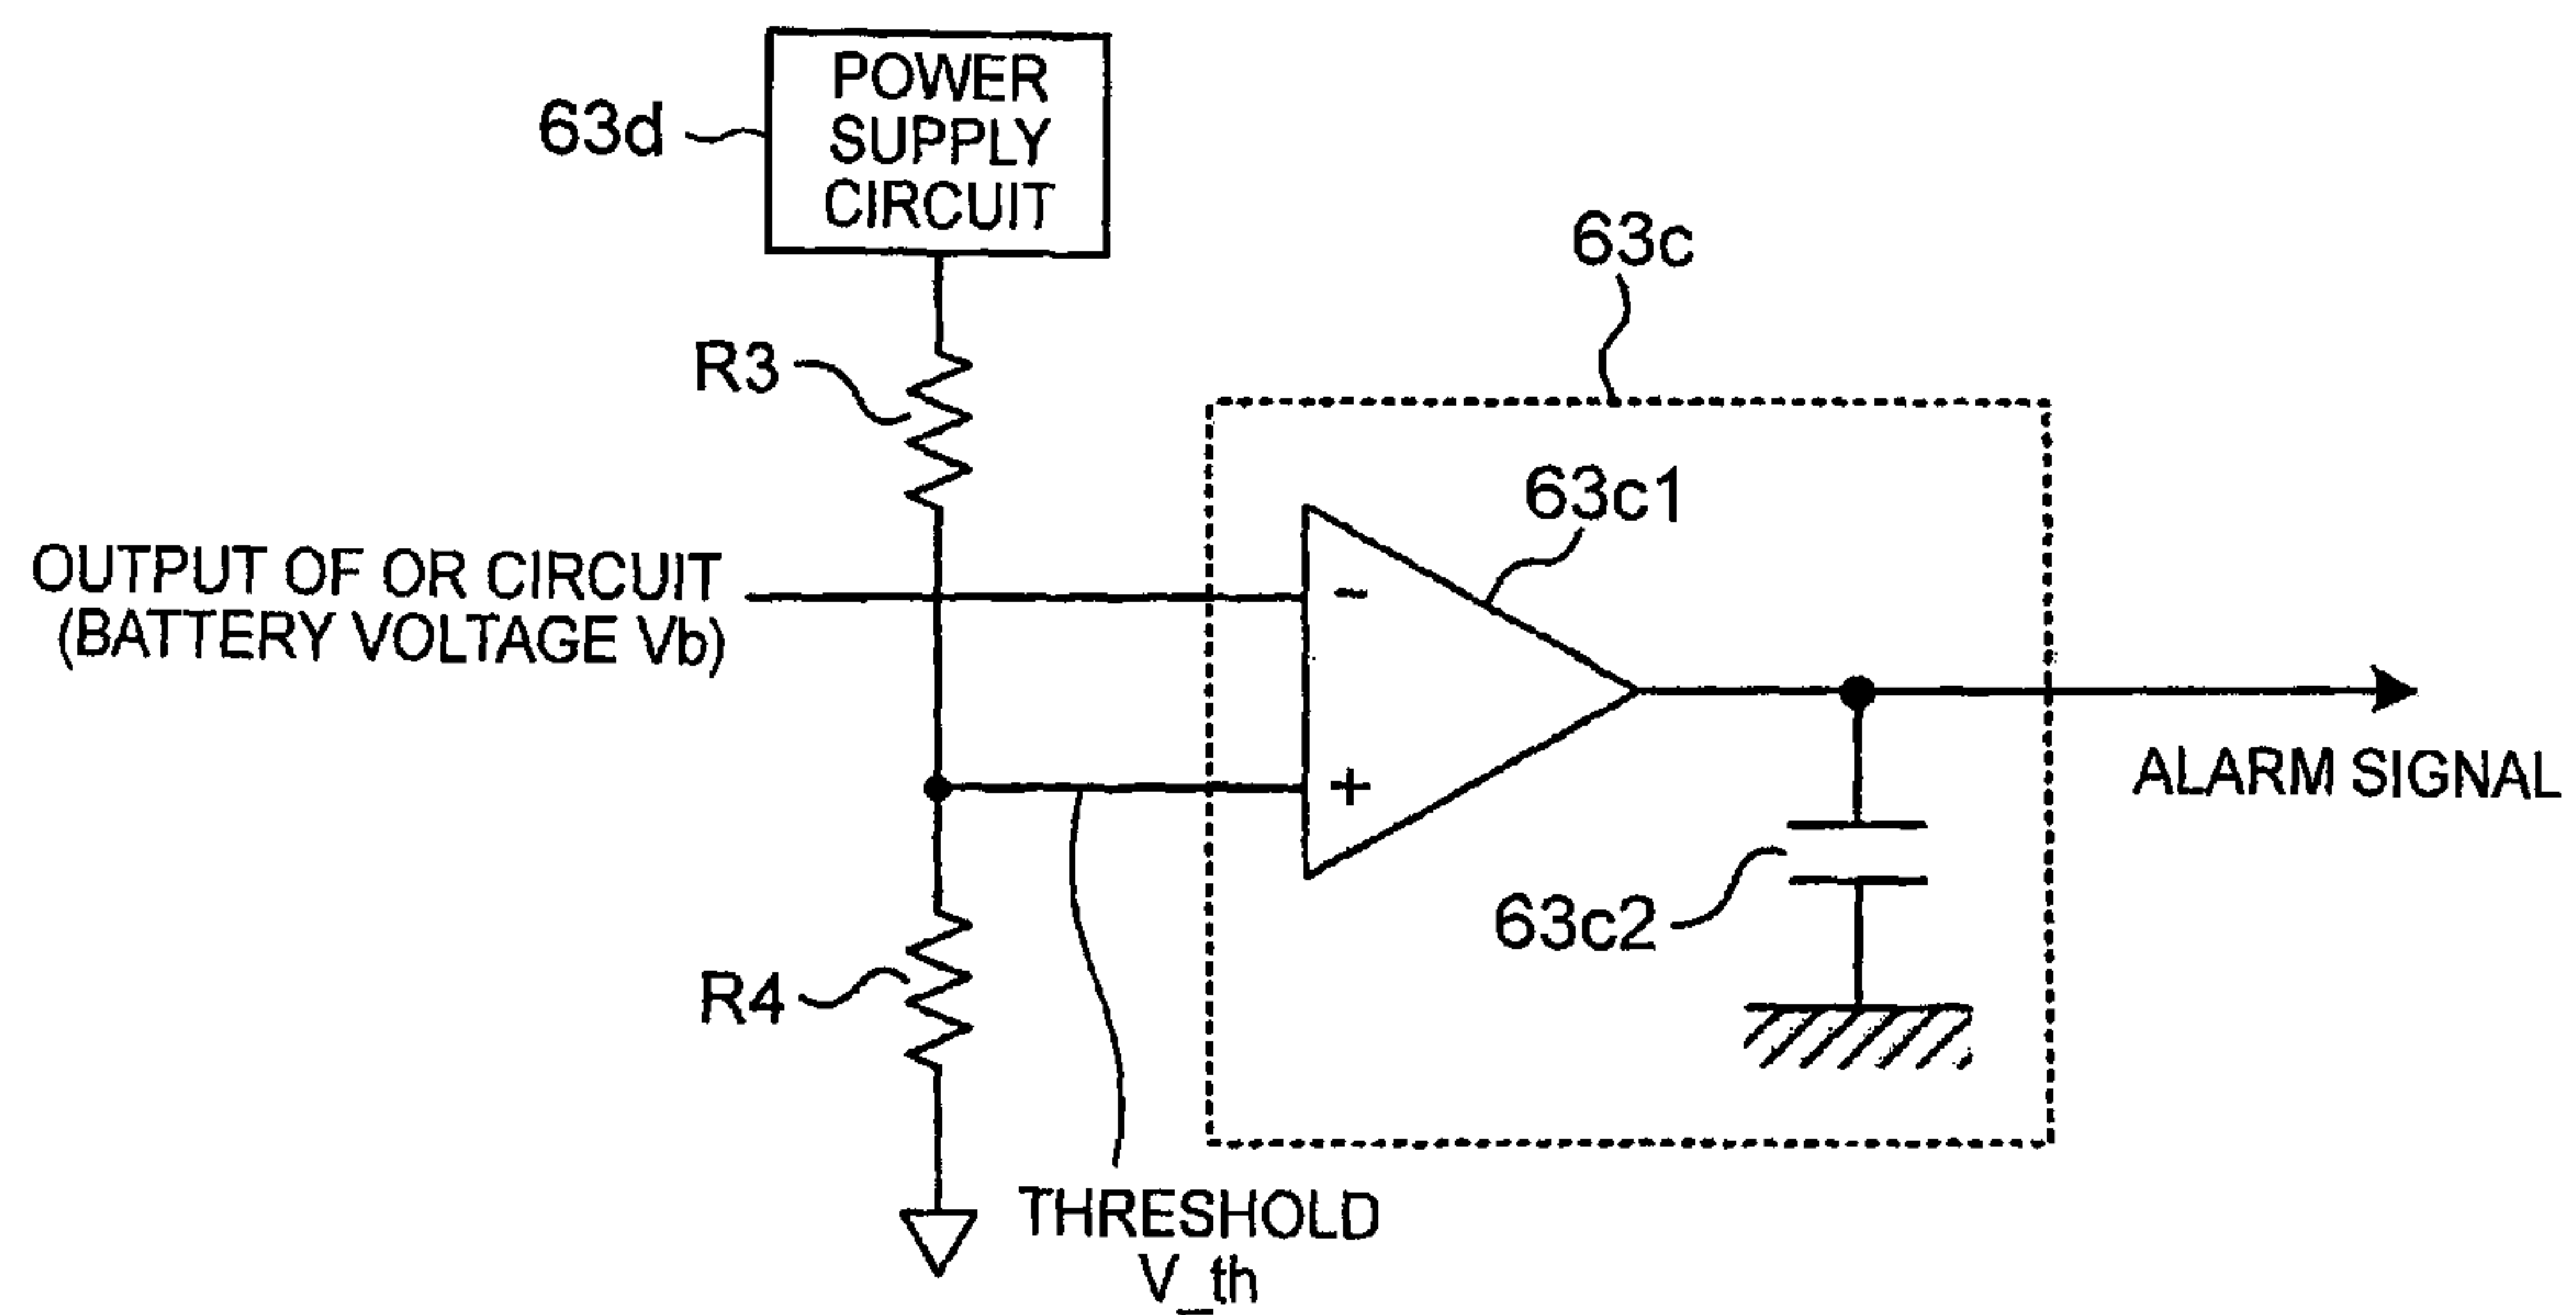 POWER
SUPPLY
CIRCUIT
63d
63c
R3
63c1
-
OUTPUT OF OR CIRCUIT
(BATTERY VOLTAGE Vb)
+
ALARM SIGNAL
63c2
R4
THRESHOLD
V_th